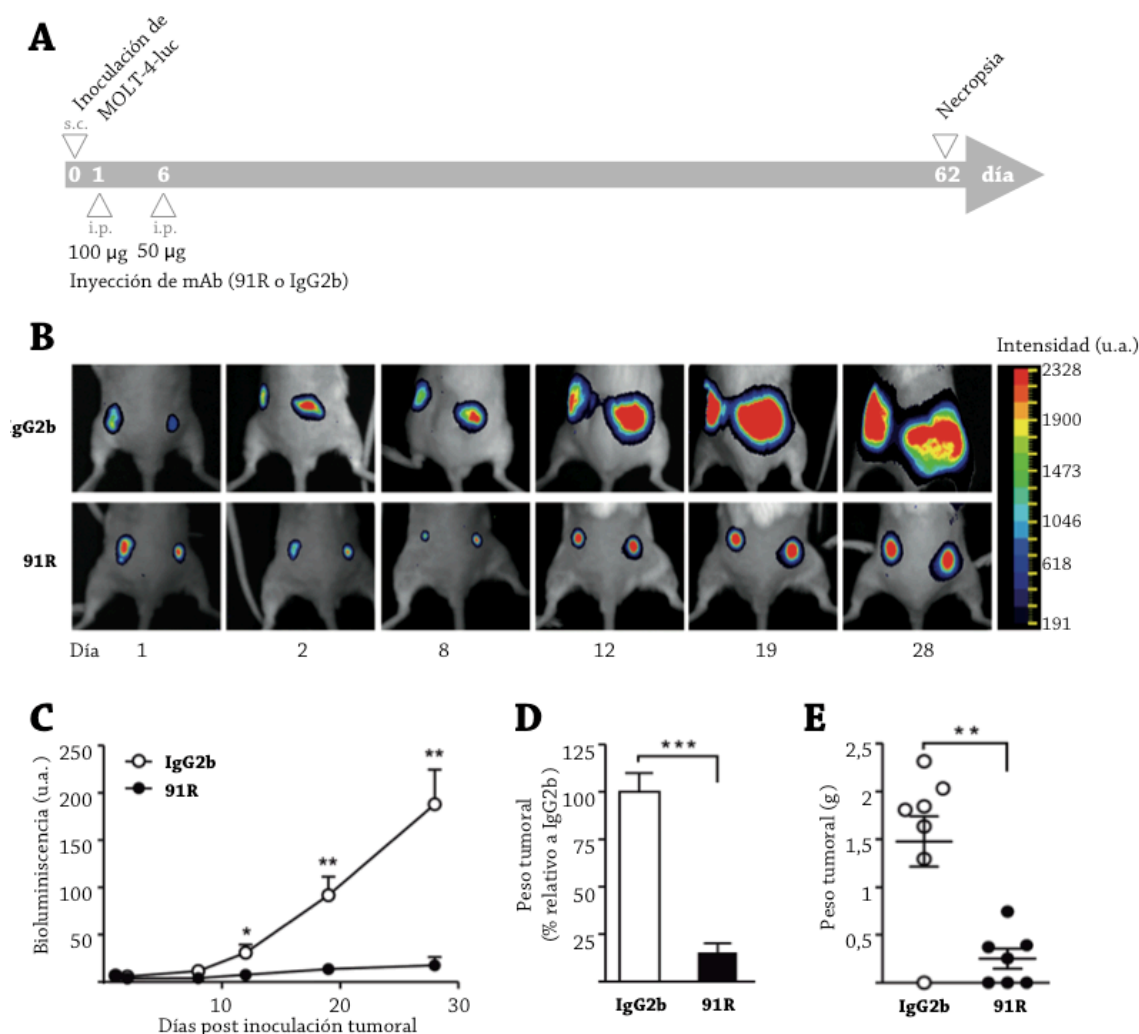 A
Inoculación de
MOLT-4-luc
Necropsia
s.c.
0 1 6 62 día
i.p. i.p.
100 µg 50 µg
Inyección de mAb (91R o IgG2b)
B
Intensidad (u.a.)
gG2b
91R
2328
1900
1473
1046
618
191
Día 1 2 8 12 19 28
C
Bioluminiscencia (u.a.)
250
200
150
100
50
IgG2b
91R
*
**
**
10 20 30
Días post inoculación tumoral
D
Peso tumoral
(% relativo a IgG2b)
125
100
75
50
25
***
IgG2b 91R
E
Peso tumoral (g)
2,5
2
1,5
1
0,5
0
**
IgG2b 91R